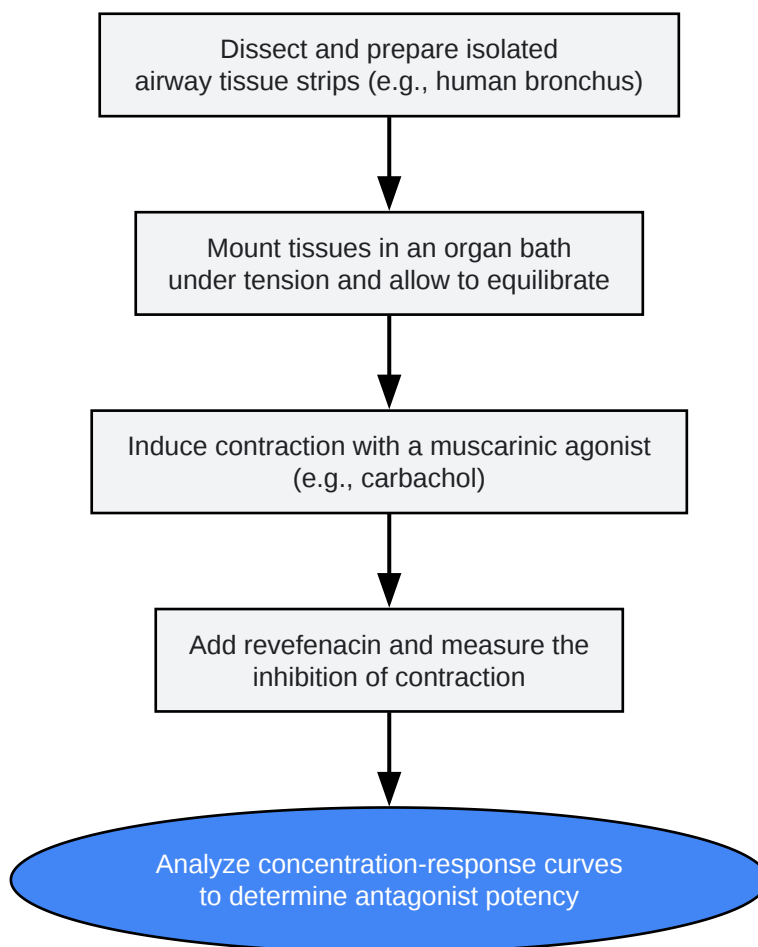 Dissect and prepare isolated
airway tissue strips (e.g., human bronchus)
Mount tissues in an organ bath
under tension and allow to equilibrate
Induce contraction with a muscarinic agonist
(e.g., carbachol)
Add revefenacin and measure the
inhibition of contraction
Analyze concentration-response curves
to determine antagonist potency